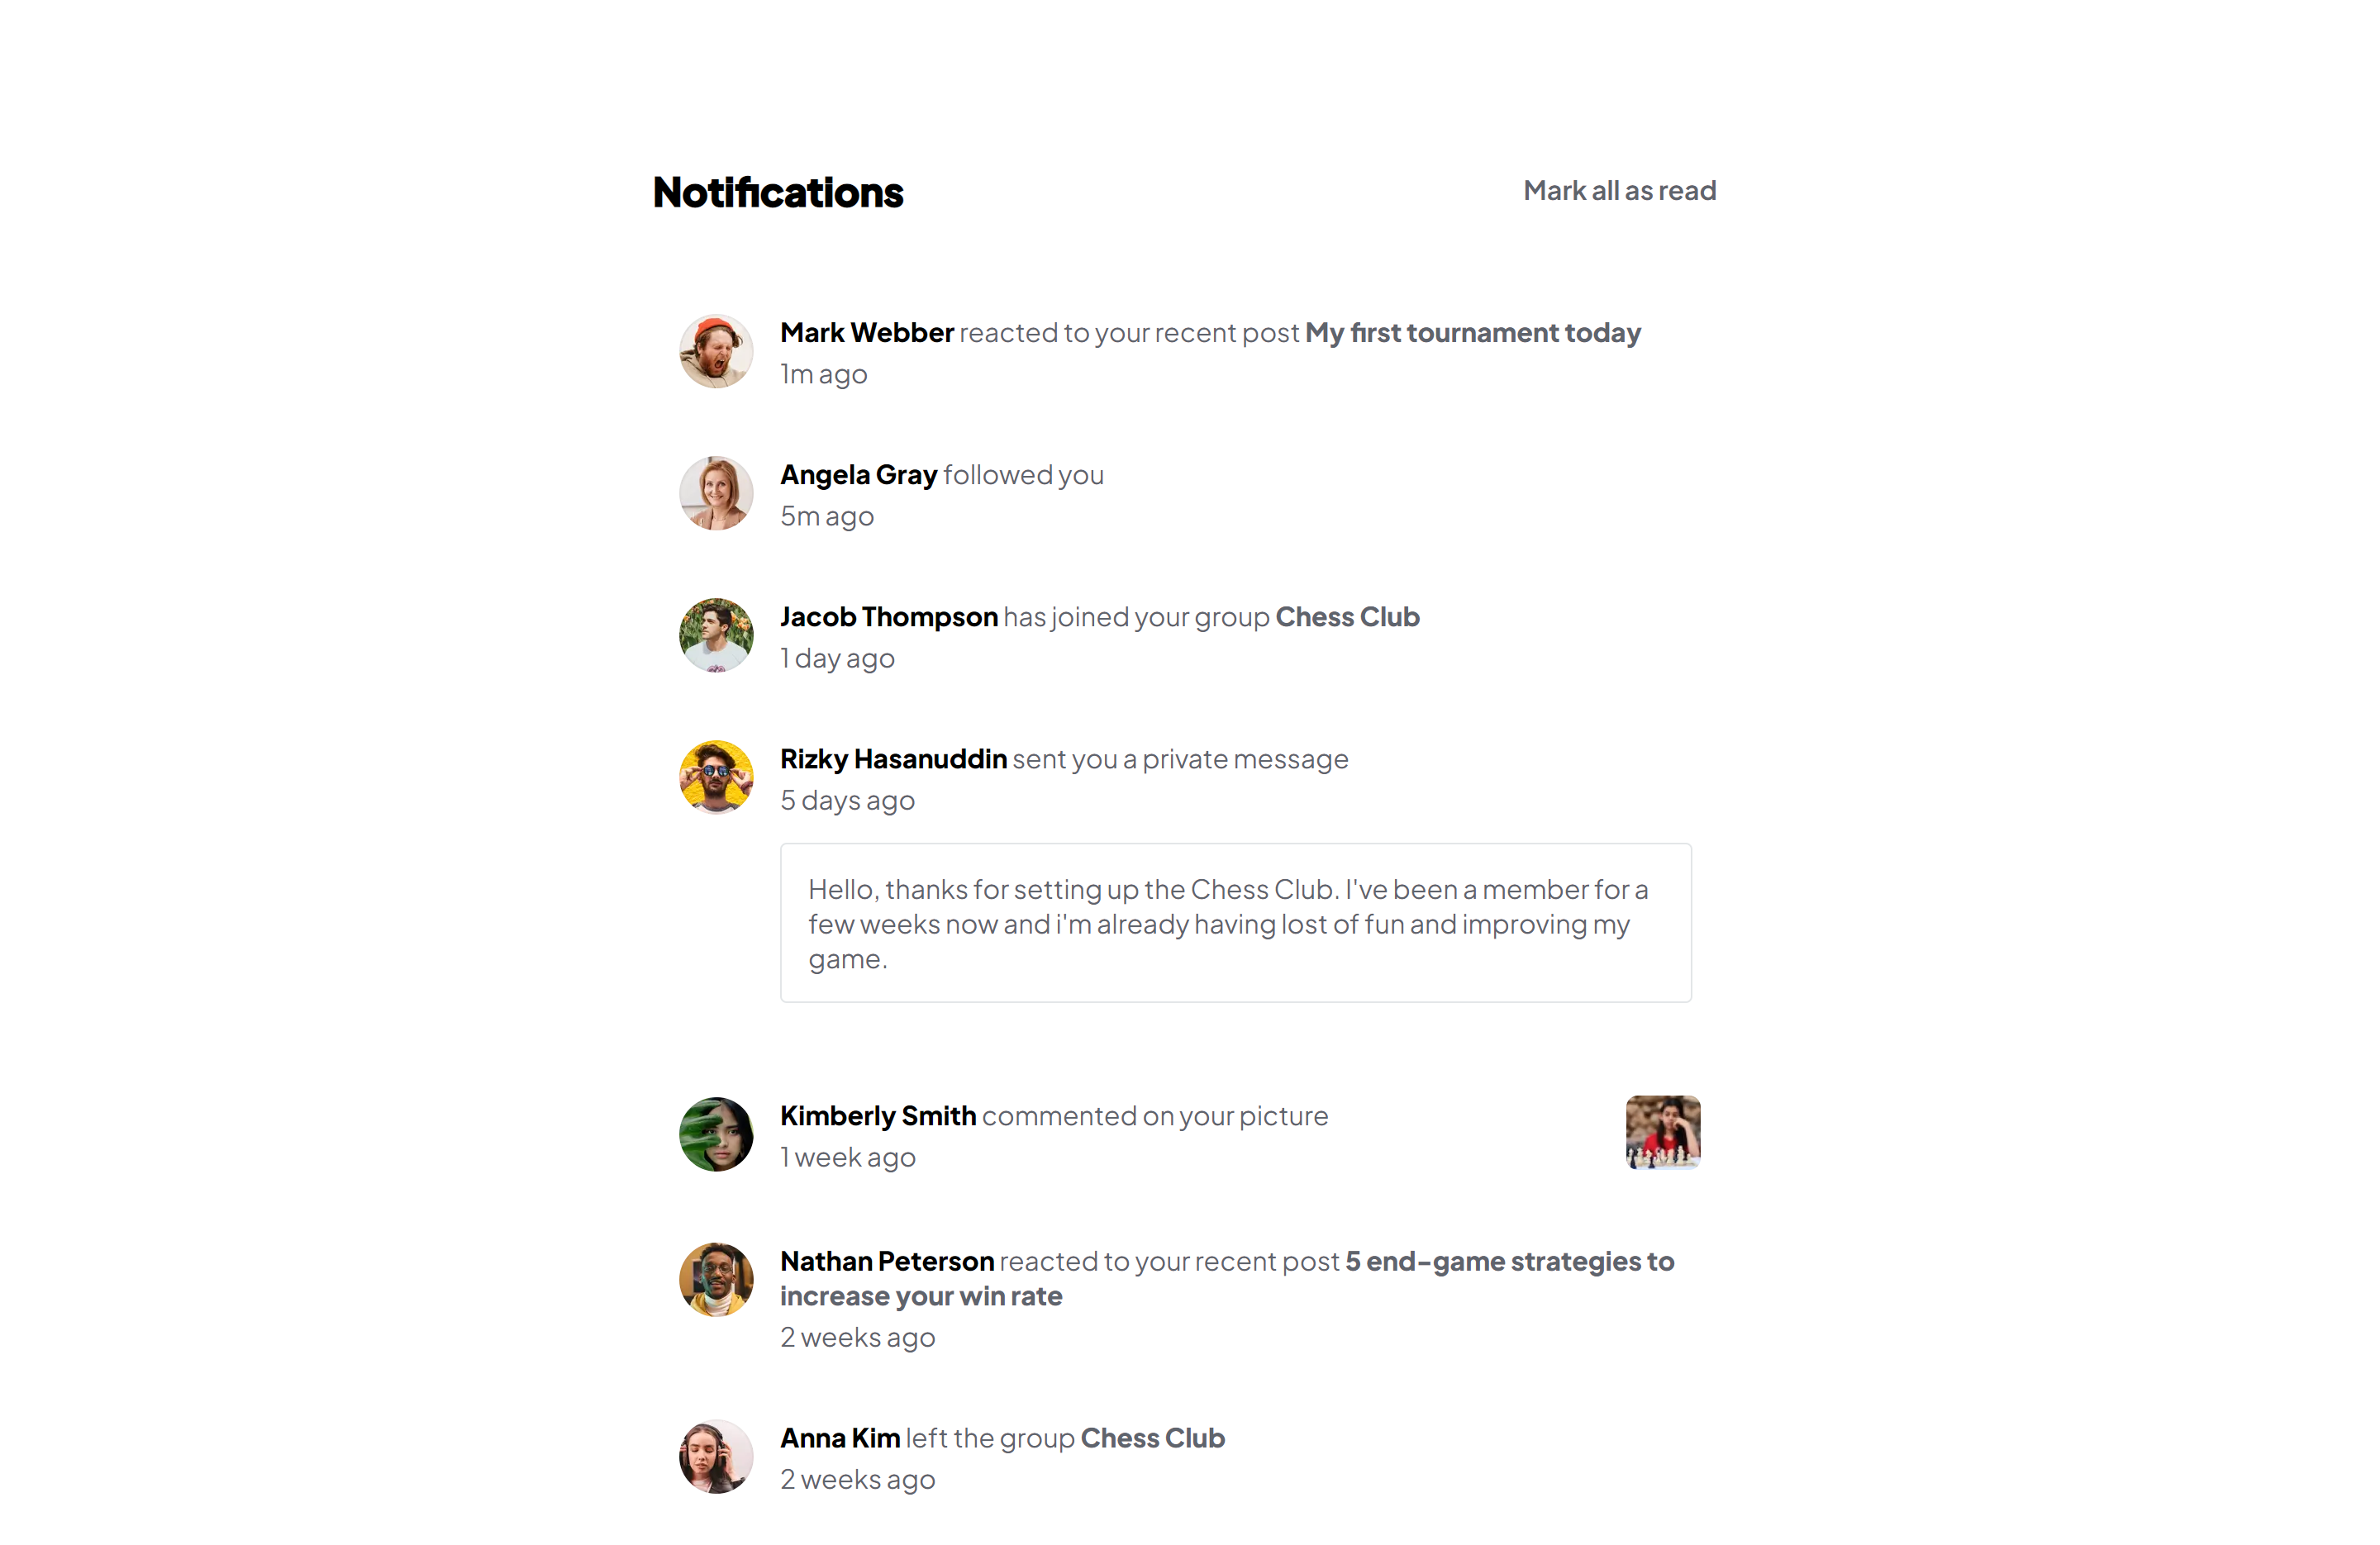 Notifications
Mark all as read
Mark Webber reacted to your recent post My first tournament today
1m ago
Angela Gray followed you
5m ago
Jacob Thompson has joined your group Chess Club
1 day ago
Rizky Hasanuddin sent you a private message
5 days ago
Hello, thanks for setting up the Chess Club. I've been a member for a
few weeks now and i'm already having lost of fun and improving my
game.
Kimberly Smith commented on your picture
1 week ago
Nathan Peterson reacted to your recent post 5 end-game strategies to
increase your win rate
2 weeks ago
Anna Kim left the group Chess Club
2 weeks ago